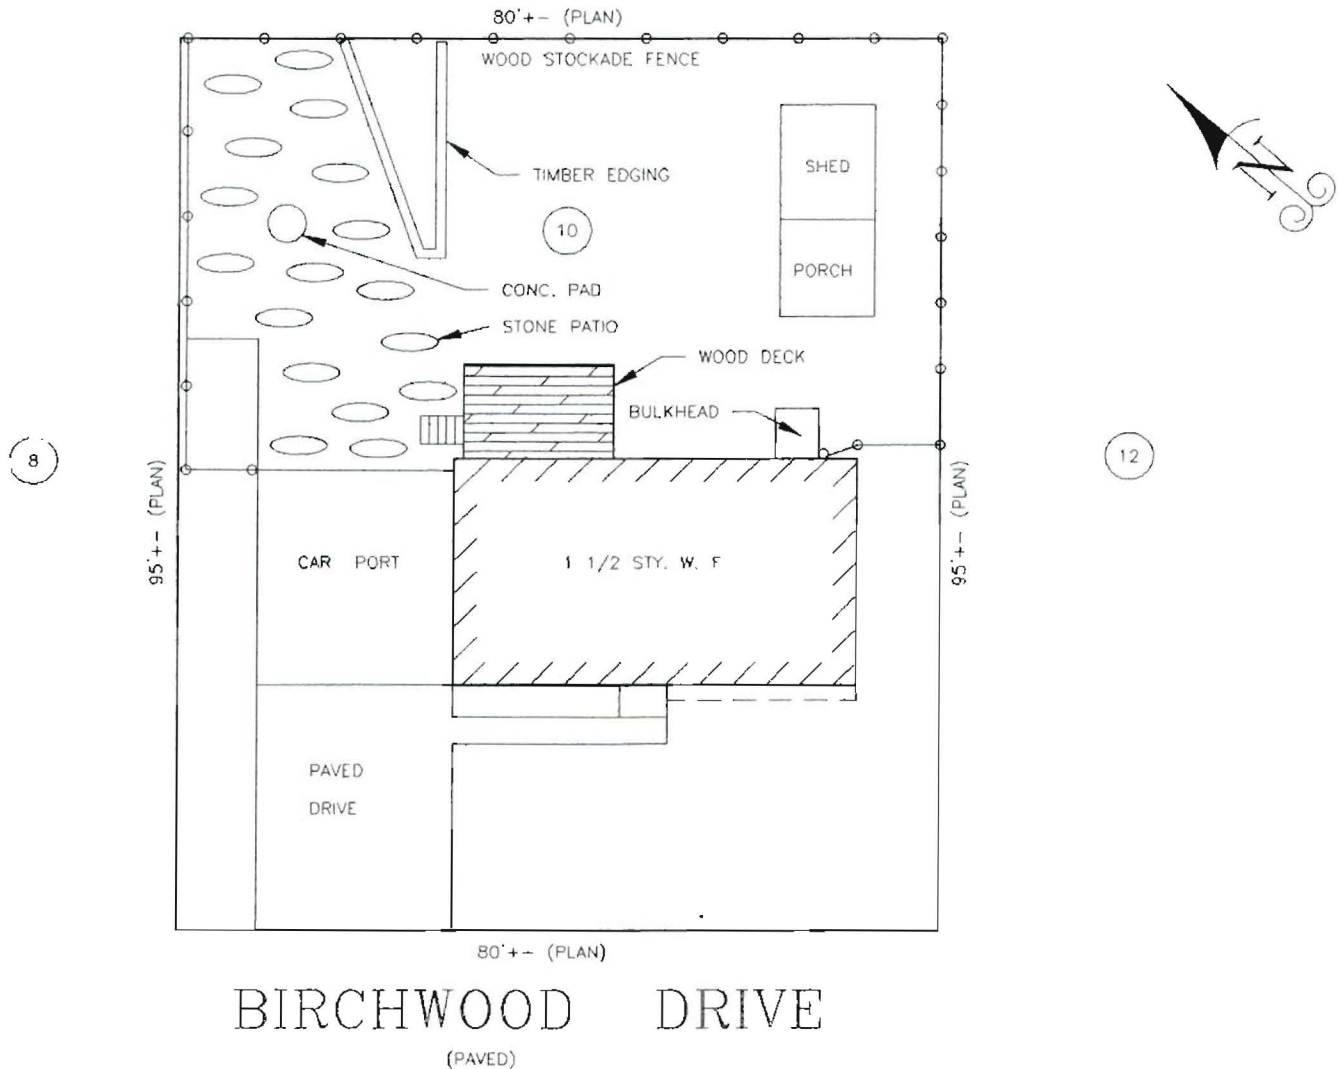 80'+- (PLAN)
WOOD STOCKADE FENCE
N
SHED
TIMBER EDGING
10
PORCH
CONC. PAD
STONE PATIO
WOOD DECK
BULKHEAD
8
12
95'+- (PLAN)
95'+- (PLAN)
CAR PORT
1 1/2 STY. W. F
PAVED
DRIVE
80'+- (PLAN)
BIRCHWOOD DRIVE
(PAVED)